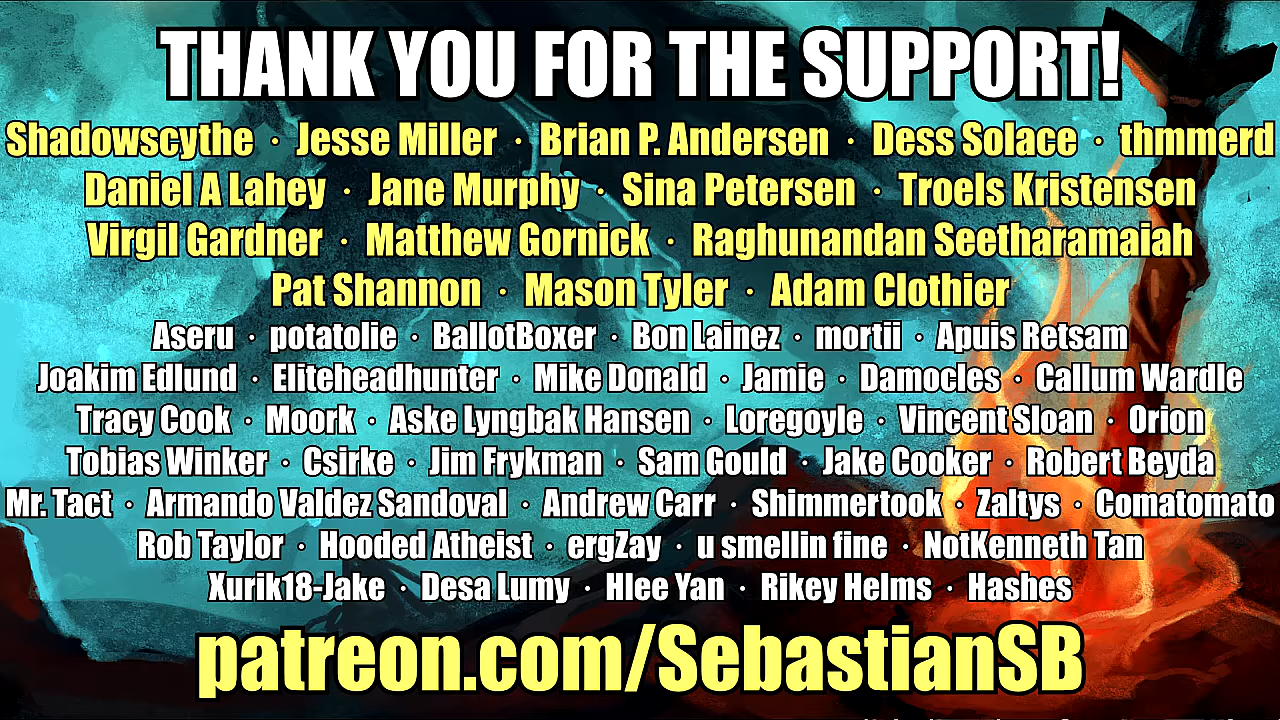 THANK YOU FOR THE SUPPORT!
Shadowscythe · Jesse Miller · Brian P. Andersen · Dess Solace · thmmerd
Daniel A Lahey · Jane Murphy · Sina Petersen · Troels Kristensen
Virgil Gardner · Matthew Gornick · Raghunandan Seetharamaiah
Pat Shannon · Mason Tyler · Adam Clothier
Aseru · potatolie · BallotBoxer · Bon Lainez · mortii · Apuis Retsam
Joakim Edlund · Eliteheadhunter · Mike Donald · Jamie · Damocles · Callum Wardle
Tracy Cook · Moork · Aske Lyngbak Hansen · Loregoyle · Vincent Sloan · Orion
Tobias Winker · Csirke · Jim Frykman · Sam Gould · Jake Cooker · Robert Beyda
Mr. Tact · Armando Valdez Sandoval · Andrew Carr · Shimmertook · Zaltys · Comatomato
Rob Taylor · Hooded Atheist · ergZay · u smellin fine · NotKenneth Tan
Xurik18-Jake · Desa Lumy · Hlee Yan · Rikey Helms · Hashes
patreon.com/SebastianSB